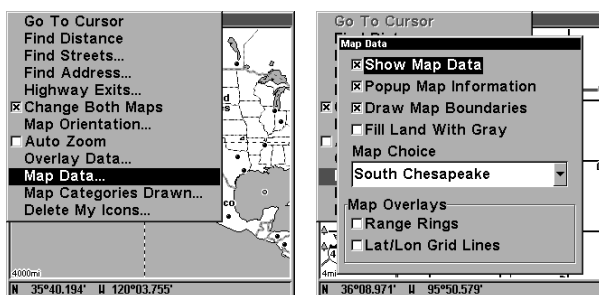 Go To Cursor
Find Distance
Find Streets...
Find Address...
Highway Exits...
Change Both Maps
Map Orientation...
Auto Zoom
Overlay Data...
Map Data...
Map Categories Drawn...
Delete My Icons...
4000mi
N 35°40.194' W 120°03.755'
Go To Cursor
Map Data
Show Map Data
Popup Map Information
Draw Map Boundaries
Fill Land With Gray
Map Choice
South Chesapeake
Map Overlays
Range Rings
Lat/Lon Grid Lines
4mi
N 36°08.971' W 95°50.579'